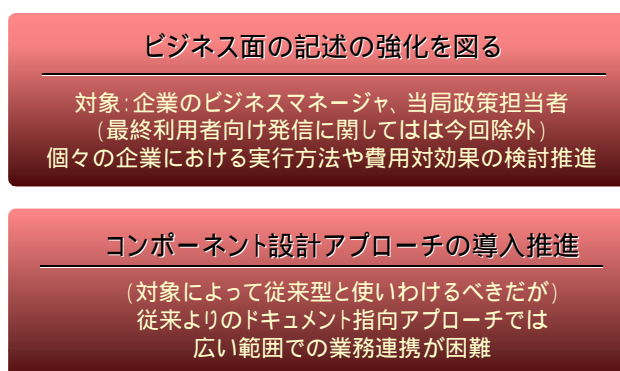 ビジネス面の記述の強化を図る
対象:企業のビジネスマネージャ、当局政策担当者
(最終利用者向け発信に関してはは今回除外)
個々の企業における実行方法や費用対効果の検討推進
コンポーネント設計アプローチの導入推進
(対象によって従来型と使いわけるべきだが)
従来よりのドキュメント指向アプローチでは
広い範囲での業務連携が困難